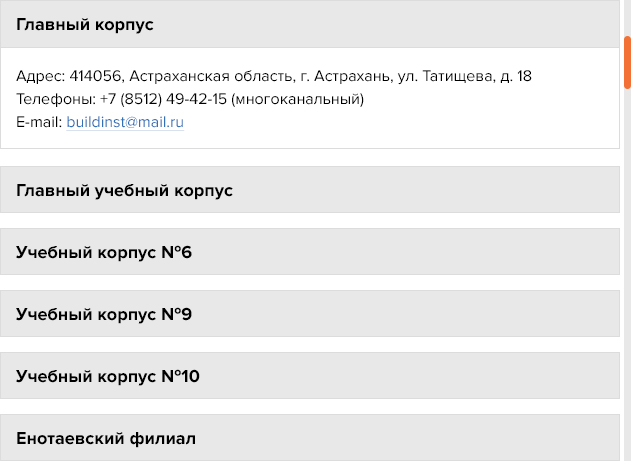 Главный корпус
Адрес: 414056, Астраханская область, г. Астрахань, ул. Татищева, д. 18
Телефоны: +7 (8512) 49-42-15 (многоканальный)
E-mail: buildinst@mail.ru
Главный учебный корпус
Учебный корпус №6
Учебный корпус №9
Учебный корпус №10
Енотаевский филиал